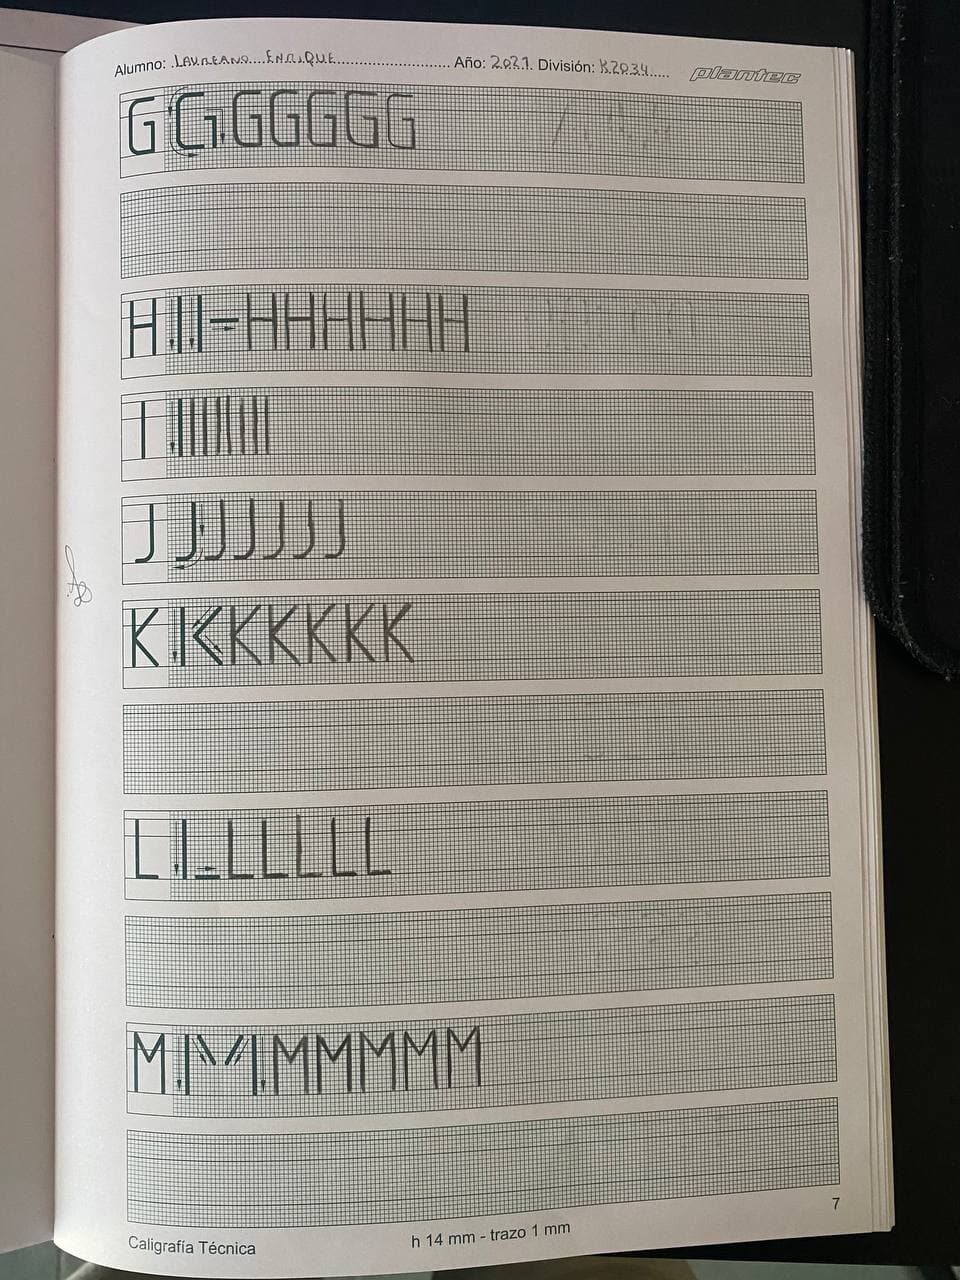 Alumno: LAUREANO ENRIQUE Año: 2021. División: K2034 plantec
G G G G G G G
H I I - H H H H H H
I I I I I I I I
J J J J J J J
K I K K K K K K
L I _ L L L L L
M I \ / I M M M M M
Caligrafía Técnica h 14 mm - trazo 1 mm 7